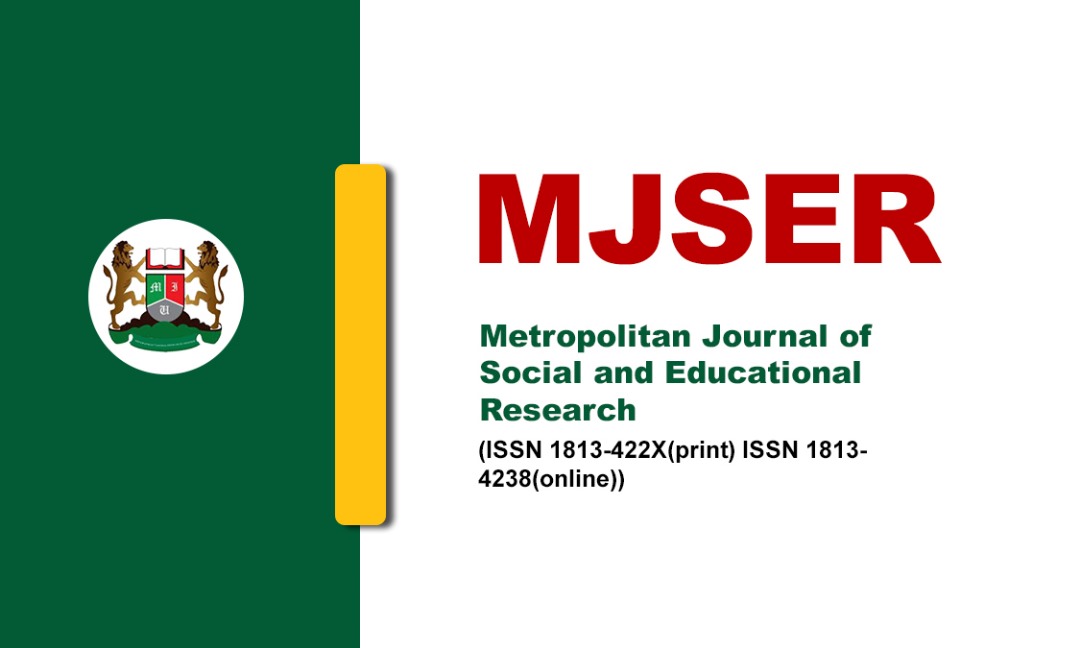 M I
U
MJSER
Metropolitan Journal of
Social and Educational
Research
(ISSN 1813-422X(print) ISSN 1813-
4238(online))